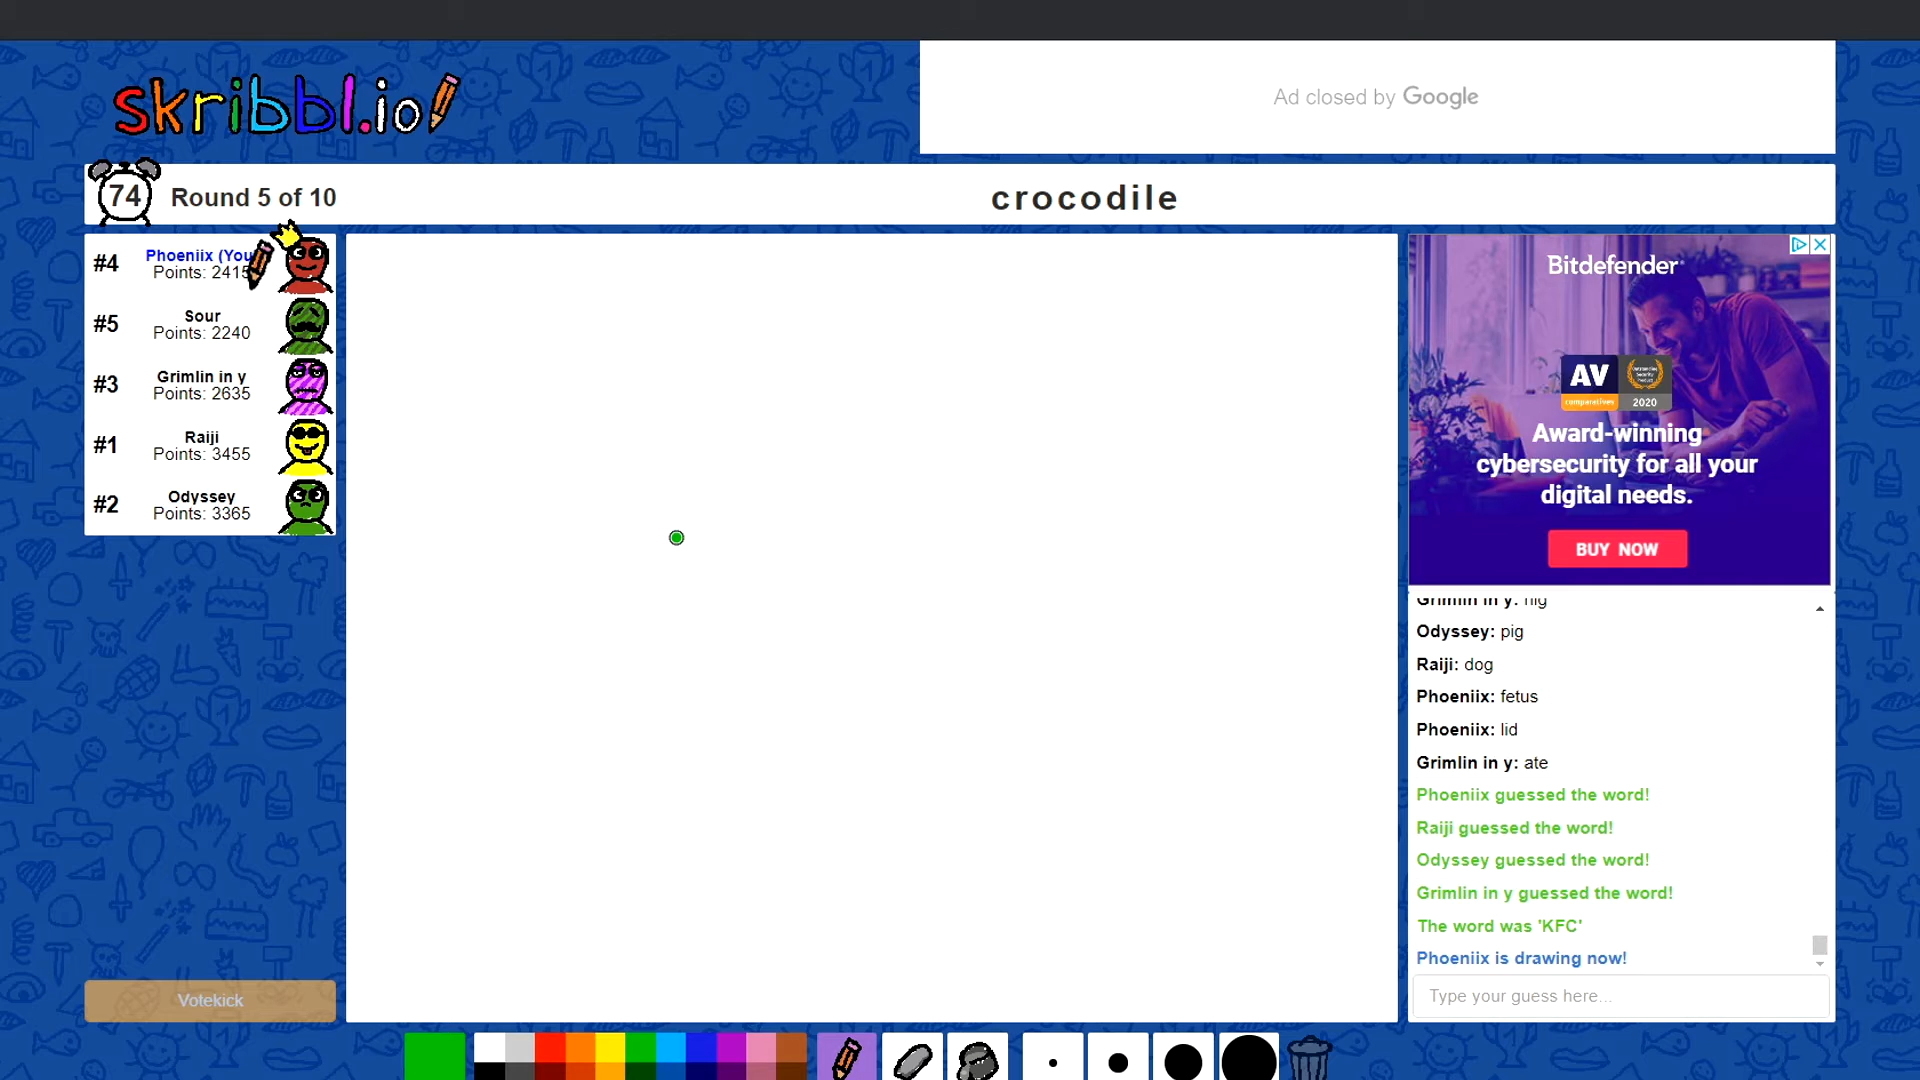 skribbl.io
Ad closed by Google
74
Round 5 of 10
crocodile
#4
Phoeniix (You
Points: 2415
#5
Sour
Points: 2240
#3
Grimlin in y
Points: 2635
#1
Raiji
Points: 3455
#2
Odyssey
Points: 3365
Votekick
Bitdefender
AV
comparatives
2020
Award-winning
cybersecurity for all your
digital needs.
BUY NOW
Grimlin in y:
Odyssey: pig
Raiji: dog
Phoeniix: fetus
Phoeniix: lid
Grimlin in y: ate
Phoeniix guessed the word!
Raiji guessed the word!
Odyssey guessed the word!
Grimlin in y guessed the word!
The word was 'KFC'
Phoeniix is drawing now!
Type your guess here...